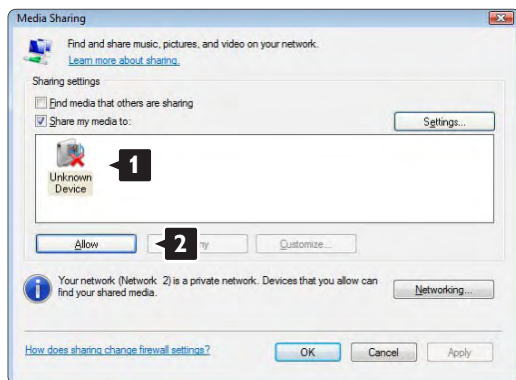 Media Sharing
Find and share music, pictures, and video on your network.
Learn more about sharing.
Sharing settings
Find media that others are sharing
Share my media to:
Settings...
Unknown
Device
1
Allow
2
Customize...
Your network (Network 2) is a private network. Devices that you allow can
find your shared media.
Networking...
How does sharing change firewall settings?
OK
Cancel
Apply